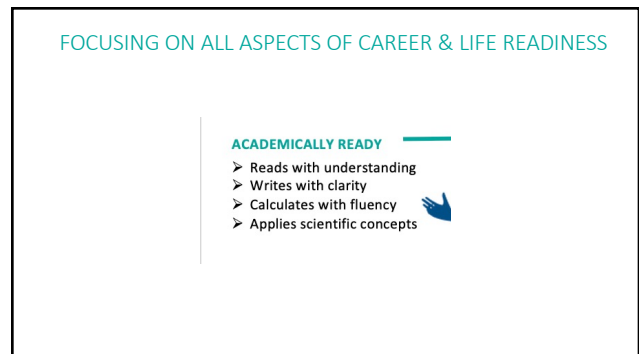 FOCUSING ON ALL ASPECTS OF CAREER & LIFE READINESS
ACADEMICALLY READY
➢ Reads with understanding
➢ Writes with clarity
➢ Calculates with fluency
➢ Applies scientific concepts